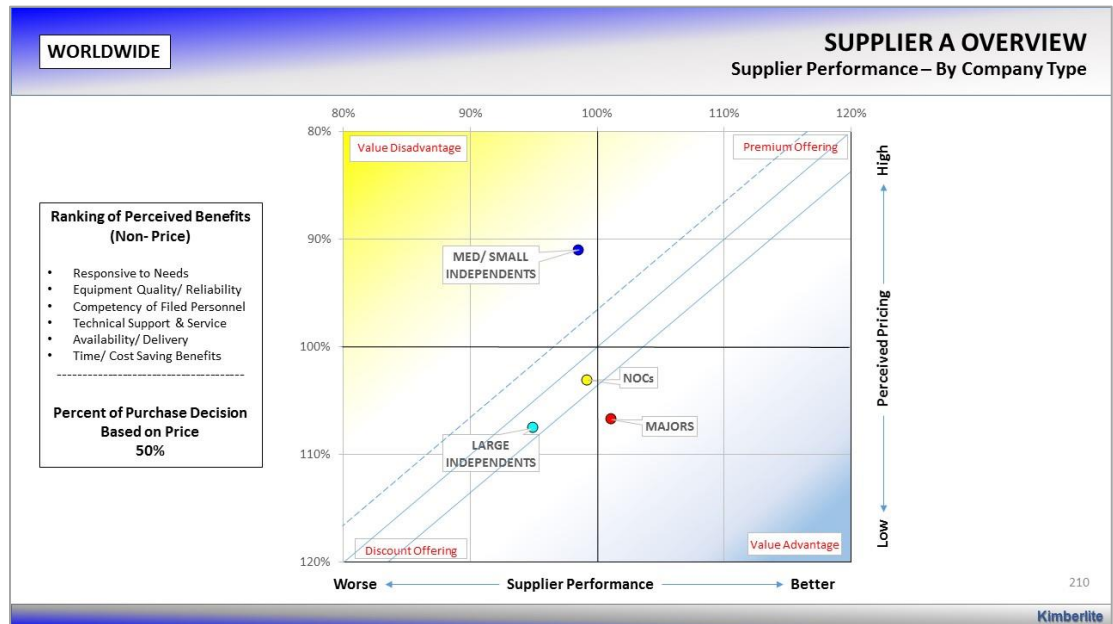 WORLDWIDE
SUPPLIER A OVERVIEW
Supplier Performance – By Company Type
80%
90%
100%
110%
120%
80%
90%
100%
110%
120%
Value Disadvantage
Premium Offering
Discount Offering
Value Advantage
MED/ SMALL
INDEPENDENTS
NOCs
MAJORS
LARGE
INDEPENDENTS
Ranking of Perceived Benefits
(Non- Price)
• Responsive to Needs
• Equipment Quality/ Reliability
• Competency of Filed Personnel
• Technical Support & Service
• Availability/ Delivery
• Time/ Cost Saving Benefits
------------------------------------
Percent of Purchase Decision
Based on Price
50%
High
Perceived Pricing
Low
Worse
Supplier Performance
Better
210
Kimberlite